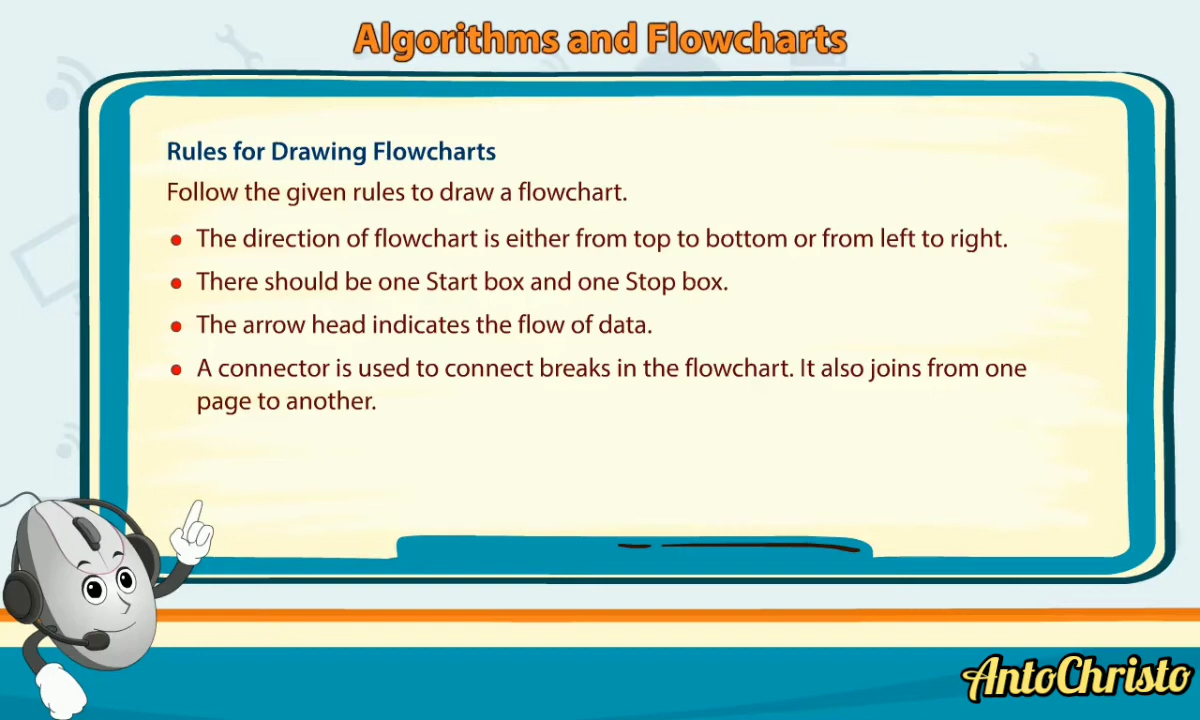 Algorithms and Flowcharts
Rules for Drawing Flowcharts
Follow the given rules to draw a flowchart.
• The direction of flowchart is either from top to bottom or from left to right.
• There should be one Start box and one Stop box.
• The arrow head indicates the flow of data.
• A connector is used to connect breaks in the flowchart. It also joins from one
page to another.
AntoChristo